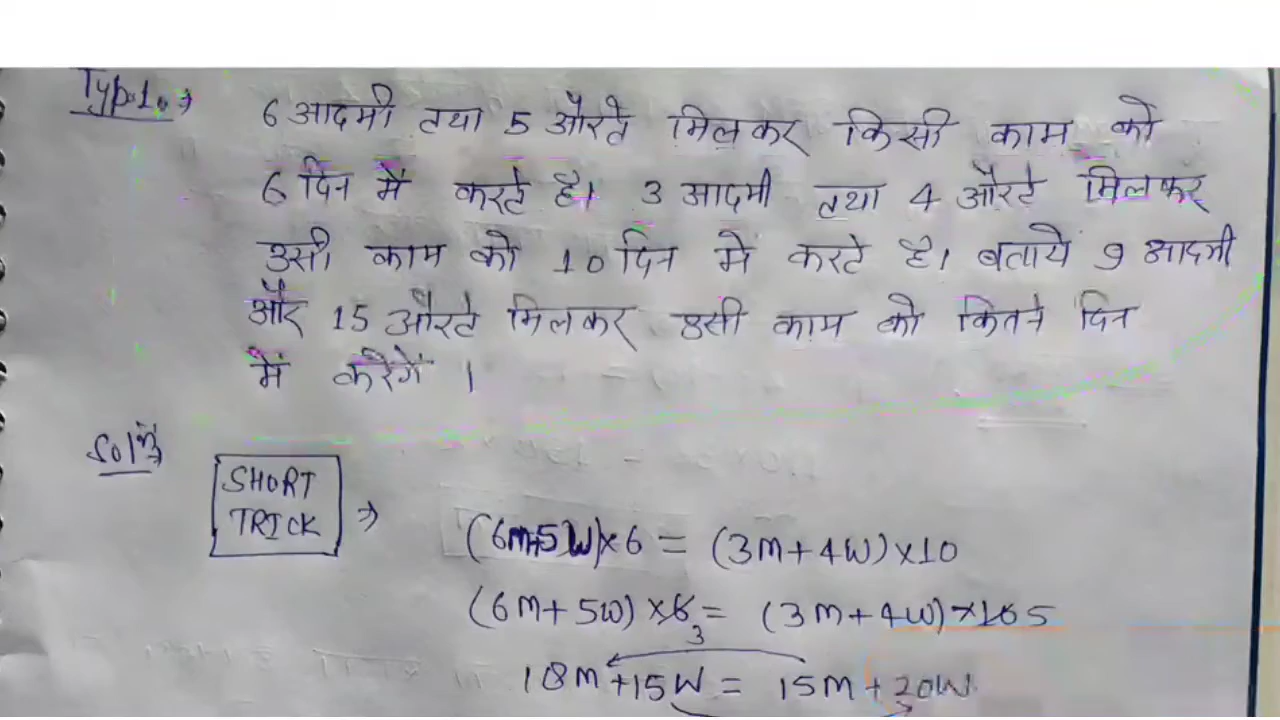 Typ-1. →
6 आदमी तथा 5 औरते मिलकर किसी काम को
6 दिन में करते है। 3 आदमी तथा 4 औरते मिलकर
उसी काम को 10 दिन में करते है। बताये 9 आदमी
और 15 औरते मिलकर उसी काम को कितने दिन
में करेगें ।
Solⁿ→
SHORT
TRICK ⇒
(6m+5W)×6 = (3m+4W)×10
(6m+5W)×6 3 = (3m+4W)×10 5
18m+15W = 15m+20W